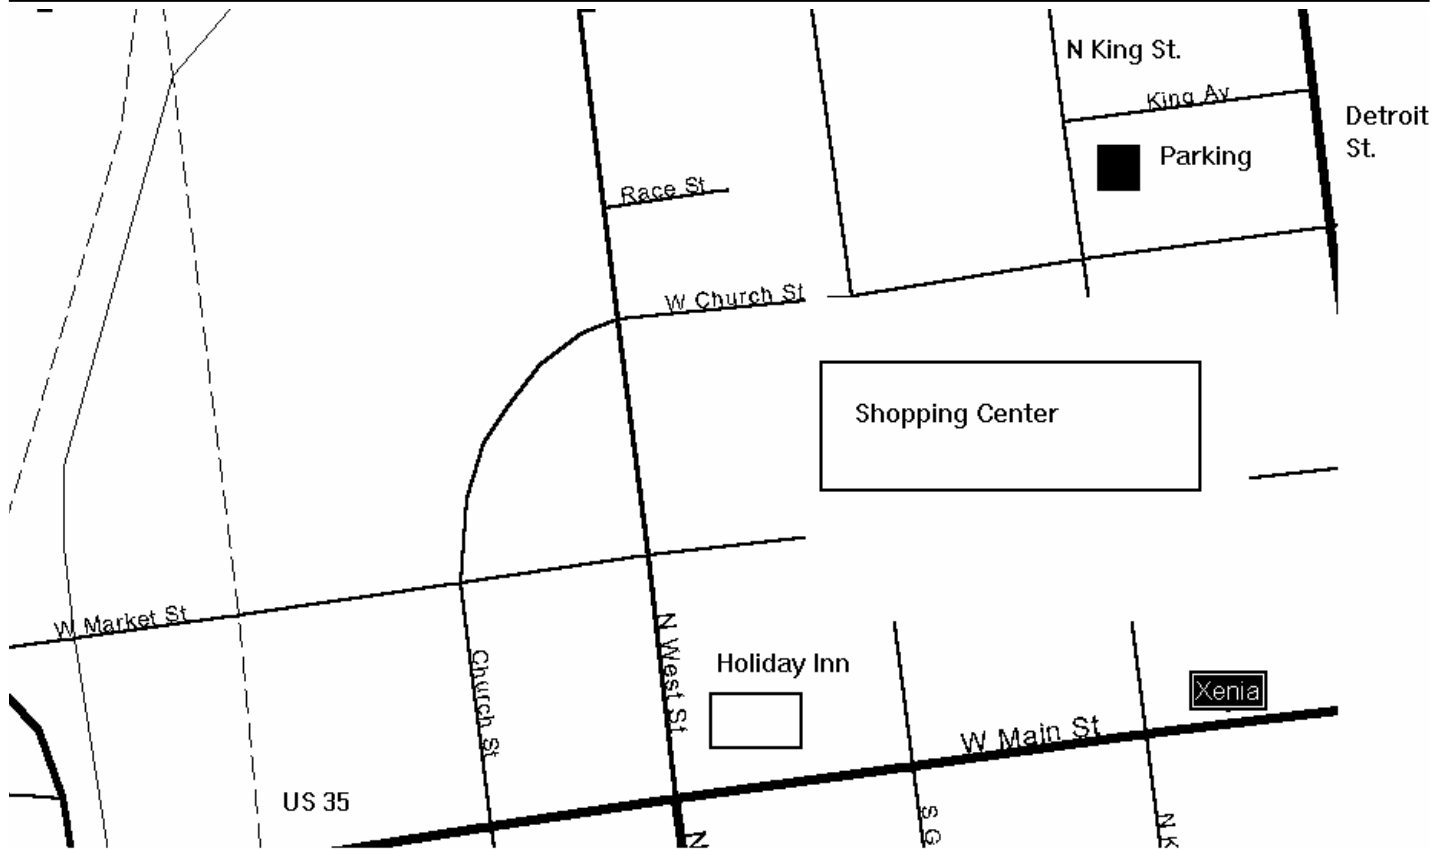 N King St.
King Av
Detroit
St.
Parking
Race St
W Church St
Shopping Center
W Market St
Church St
N West St
Holiday Inn
Xenia
W Main St
US 35
N
S G
N K